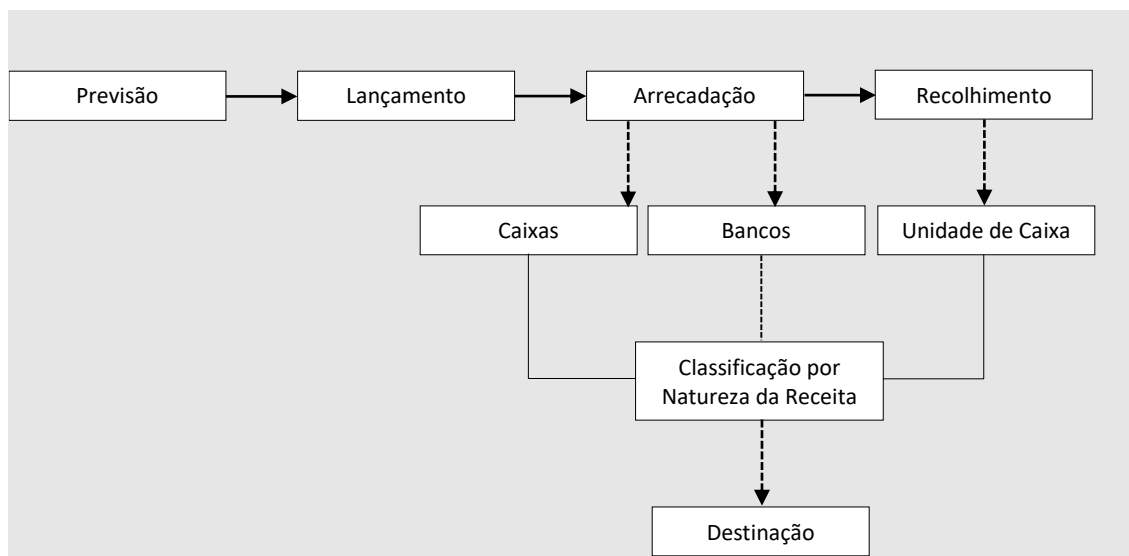 Previsão
Lançamento
Arrecadação
Recolhimento
Caixas
Bancos
Unidade de Caixa
Classificação por
Natureza da Receita
Destinação